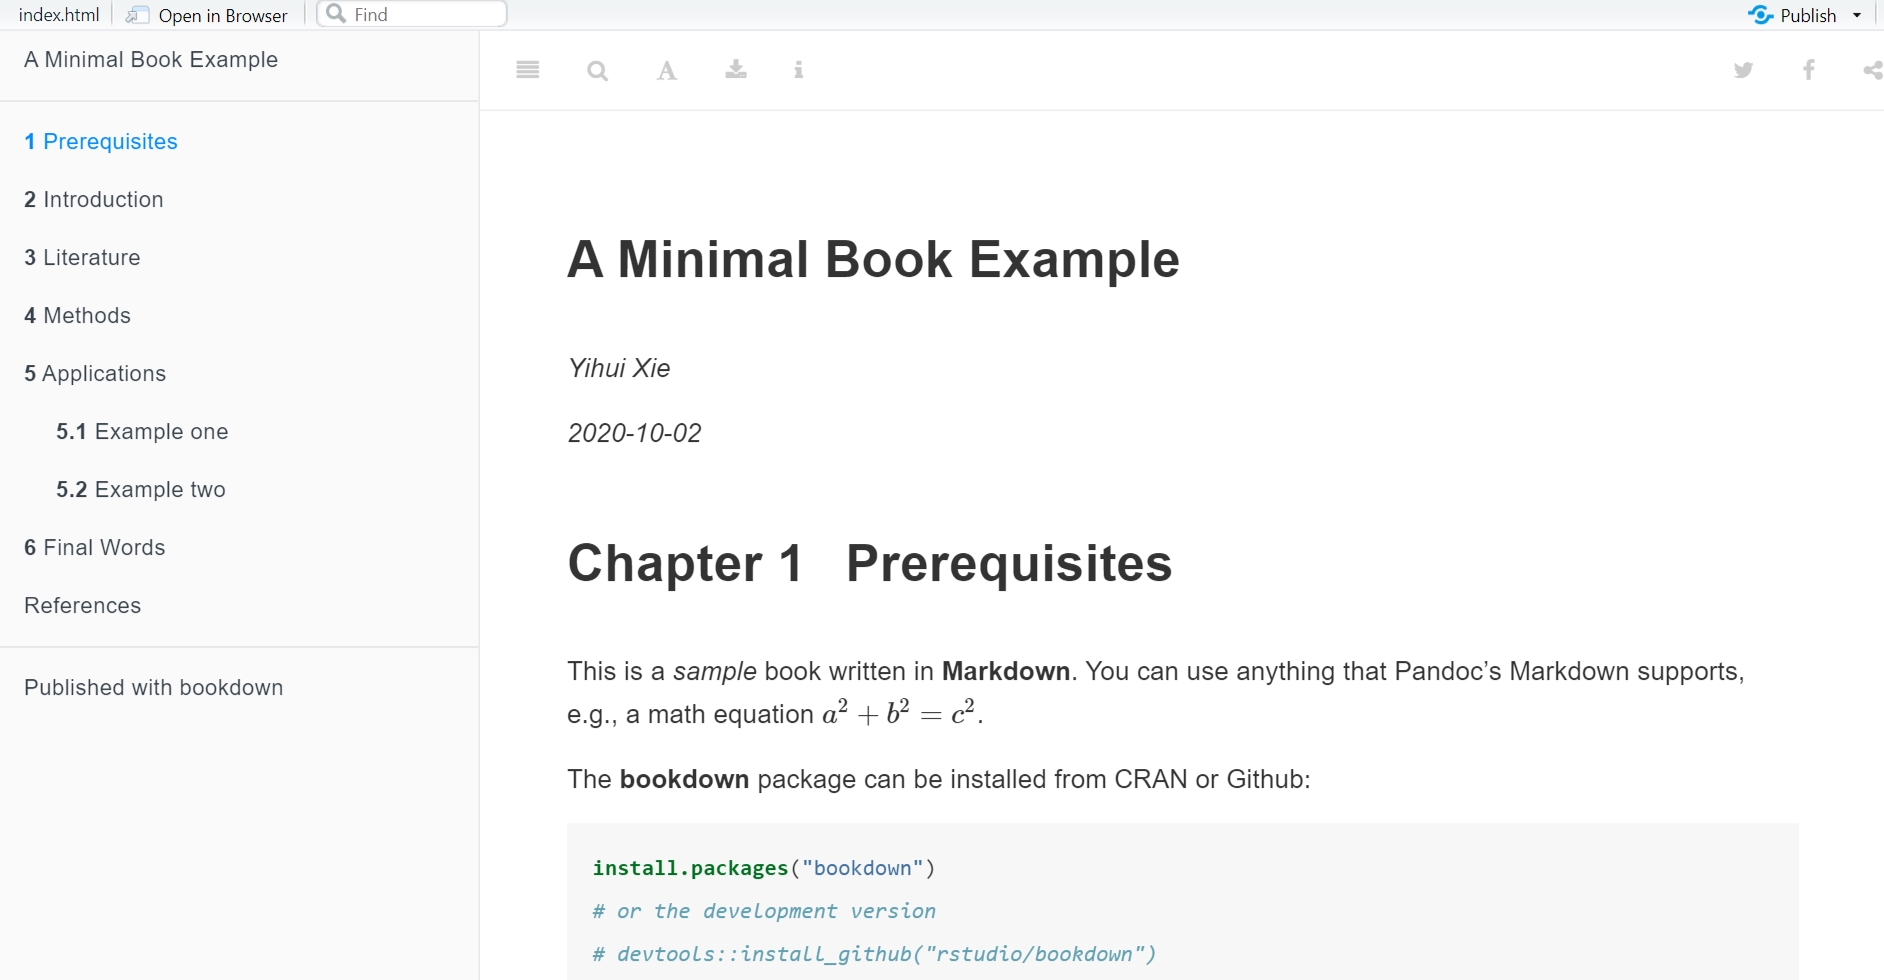 index.html Open in Browser Find Publish
A Minimal Book Example
1 Prerequisites
2 Introduction
3 Literature
4 Methods
5 Applications
5.1 Example one
5.2 Example two
6 Final Words
References
Published with bookdown
A Minimal Book Example
Yihui Xie
2020-10-02
Chapter 1 Prerequisites
This is a sample book written in Markdown. You can use anything that Pandoc’s Markdown supports,
e.g., a math equation a² + b² = c².
The bookdown package can be installed from CRAN or Github:
install.packages("bookdown")
# or the development version
# devtools::install_github("rstudio/bookdown")